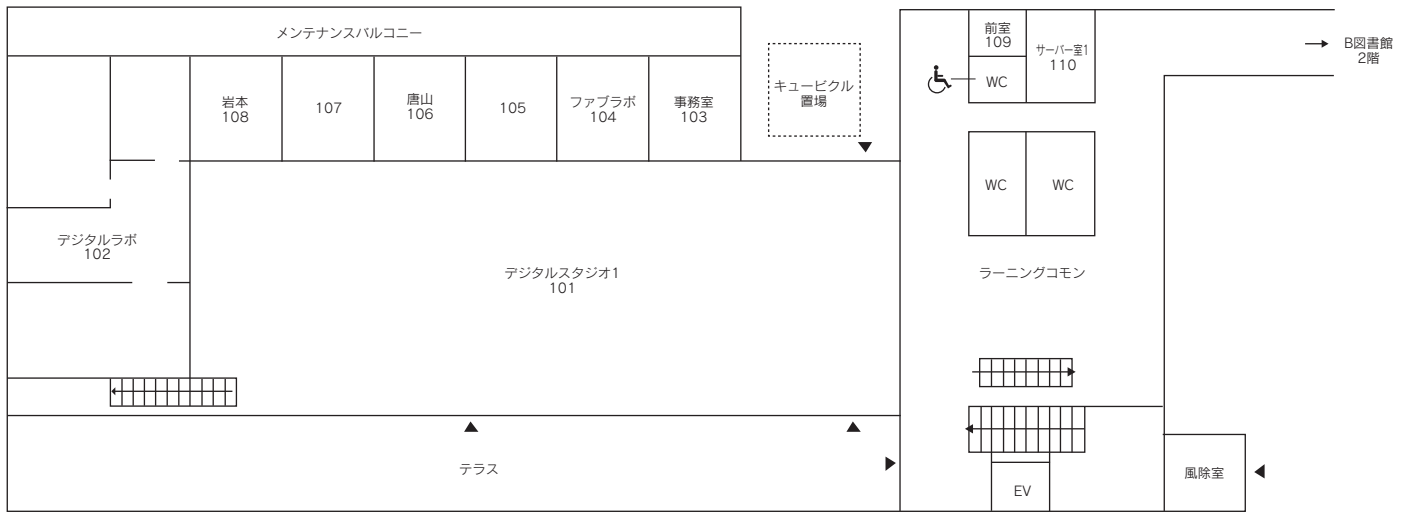 メンテナンスバルコニー
前室
109
サーバー室1
110
B図書館
2階
WC
キュービクル
置場
岩本
108
107
唐山
106
105
ファブラボ
104
事務室
103
WC
WC
デジタルラボ
102
デジタルスタジオ1
101
ラーニングコモン
テラス
EV
風除室